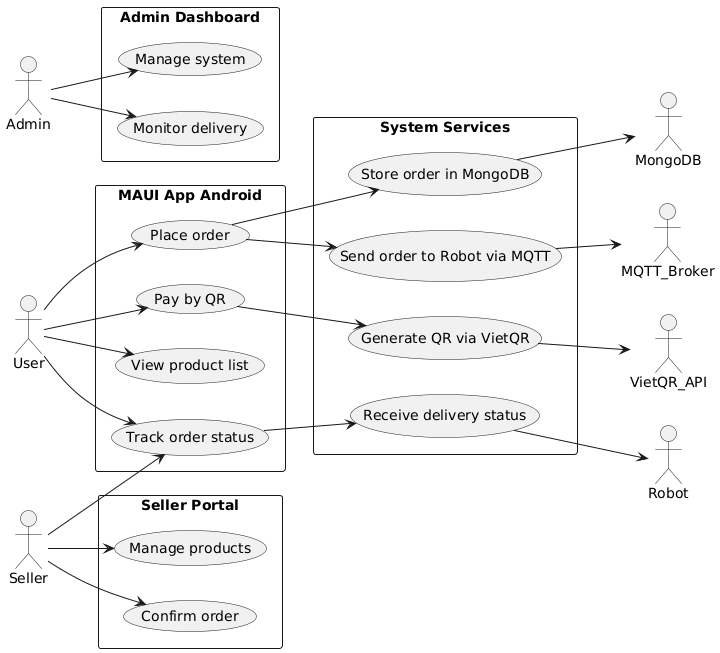 Admin Dashboard
Manage system
Monitor delivery
Admin
MAUI App Android
Place order
Pay by QR
View product list
Track order status
User
System Services
Store order in MongoDB
Send order to Robot via MQTT
Generate QR via VietQR
Receive delivery status
MongoDB
MQTT_Broker
VietQR_API
Robot
Seller Portal
Manage products
Confirm order
Seller